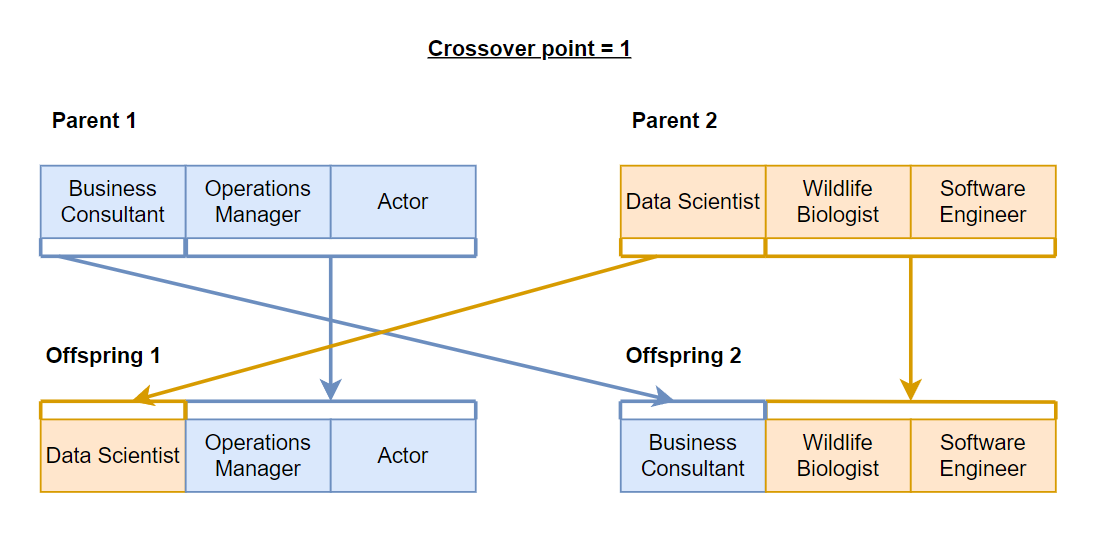 Crossover point = 1
Parent 1
Parent 2
Business
Consultant
Operations
Manager
Actor
Data Scientist
Wildlife
Biologist
Software
Engineer
Offspring 1
Offspring 2
Data Scientist
Operations
Manager
Actor
Business
Consultant
Wildlife
Biologist
Software
Engineer